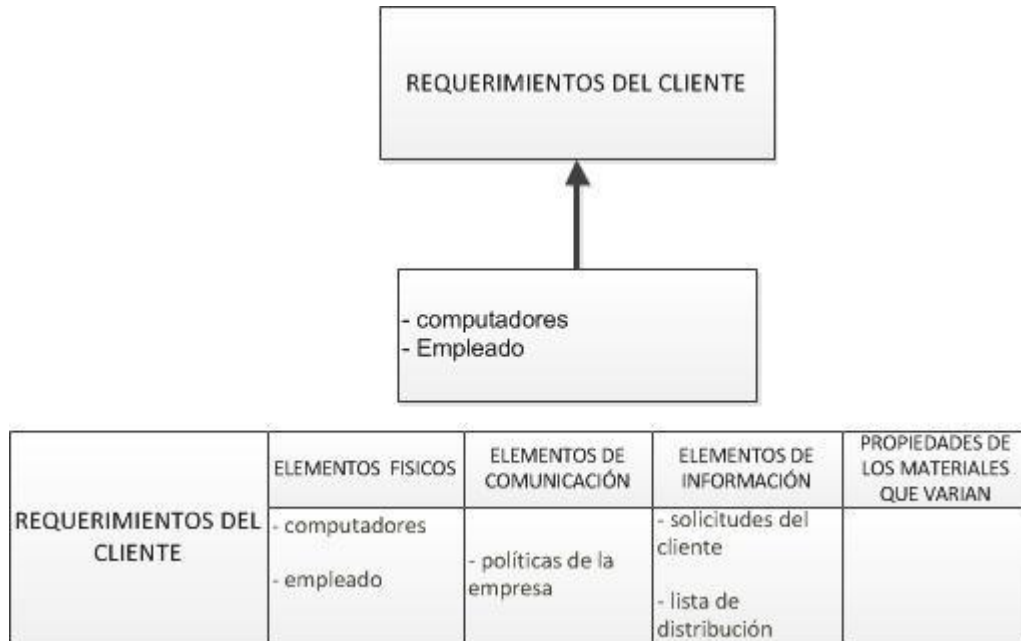 REQUERIMIENTOS DEL CLIENTE
- computadores
- Empleado
REQUERIMIENTOS DEL
CLIENTE
ELEMENTOS FISICOS
ELEMENTOS DE
COMUNICACIÓN
ELEMENTOS DE
INFORMACIÓN
PROPIEDADES DE
LOS MATERIALES
QUE VARIAN
- computadores
- empleado
- políticas de la
empresa
- solicitudes del
cliente
- lista de
distribución